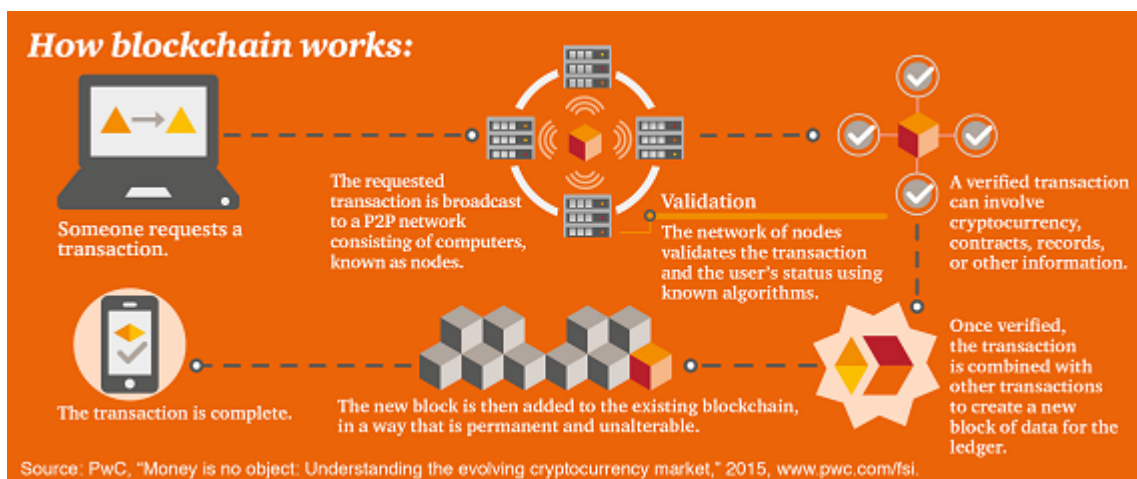 How blockchain works:
Someone requests a
transaction.
The requested
transaction is broadcast
to a P2P network
consisting of computers,
known as nodes.
Validation
The network of nodes
validates the transaction
and the user's status using
known algorithms.
A verified transaction
can involve
cryptocurrency,
contracts, records,
or other information.
Once verified,
the transaction
is combined with
other transactions
to create a new
block of data for the
ledger.
The new block is then added to the existing blockchain,
in a way that is permanent and unalterable.
The transaction is complete.
Source: PwC, “Money is no object: Understanding the evolving cryptocurrency market,” 2015, www.pwc.com/fsi.